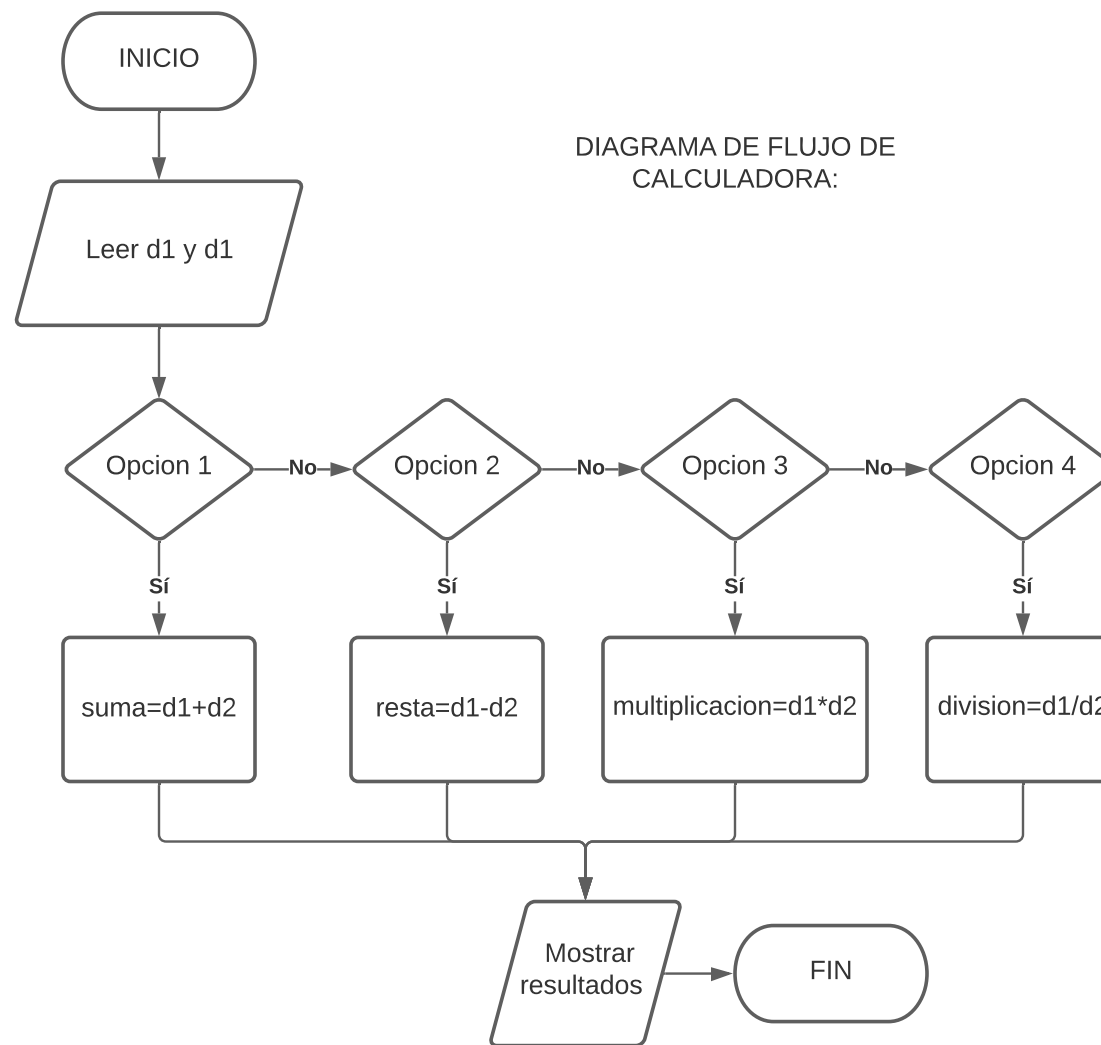 INICIO
DIAGRAMA DE FLUJO DE
CALCULADORA:
Leer d1 y d1
Opcion 1
No
Opcion 2
No
Opcion 3
No
Opcion 4
Sí
Sí
Sí
Sí
suma=d1+d2
resta=d1-d2
multiplicacion=d1*d2
division=d1/d2
Mostrar
resultados
FIN